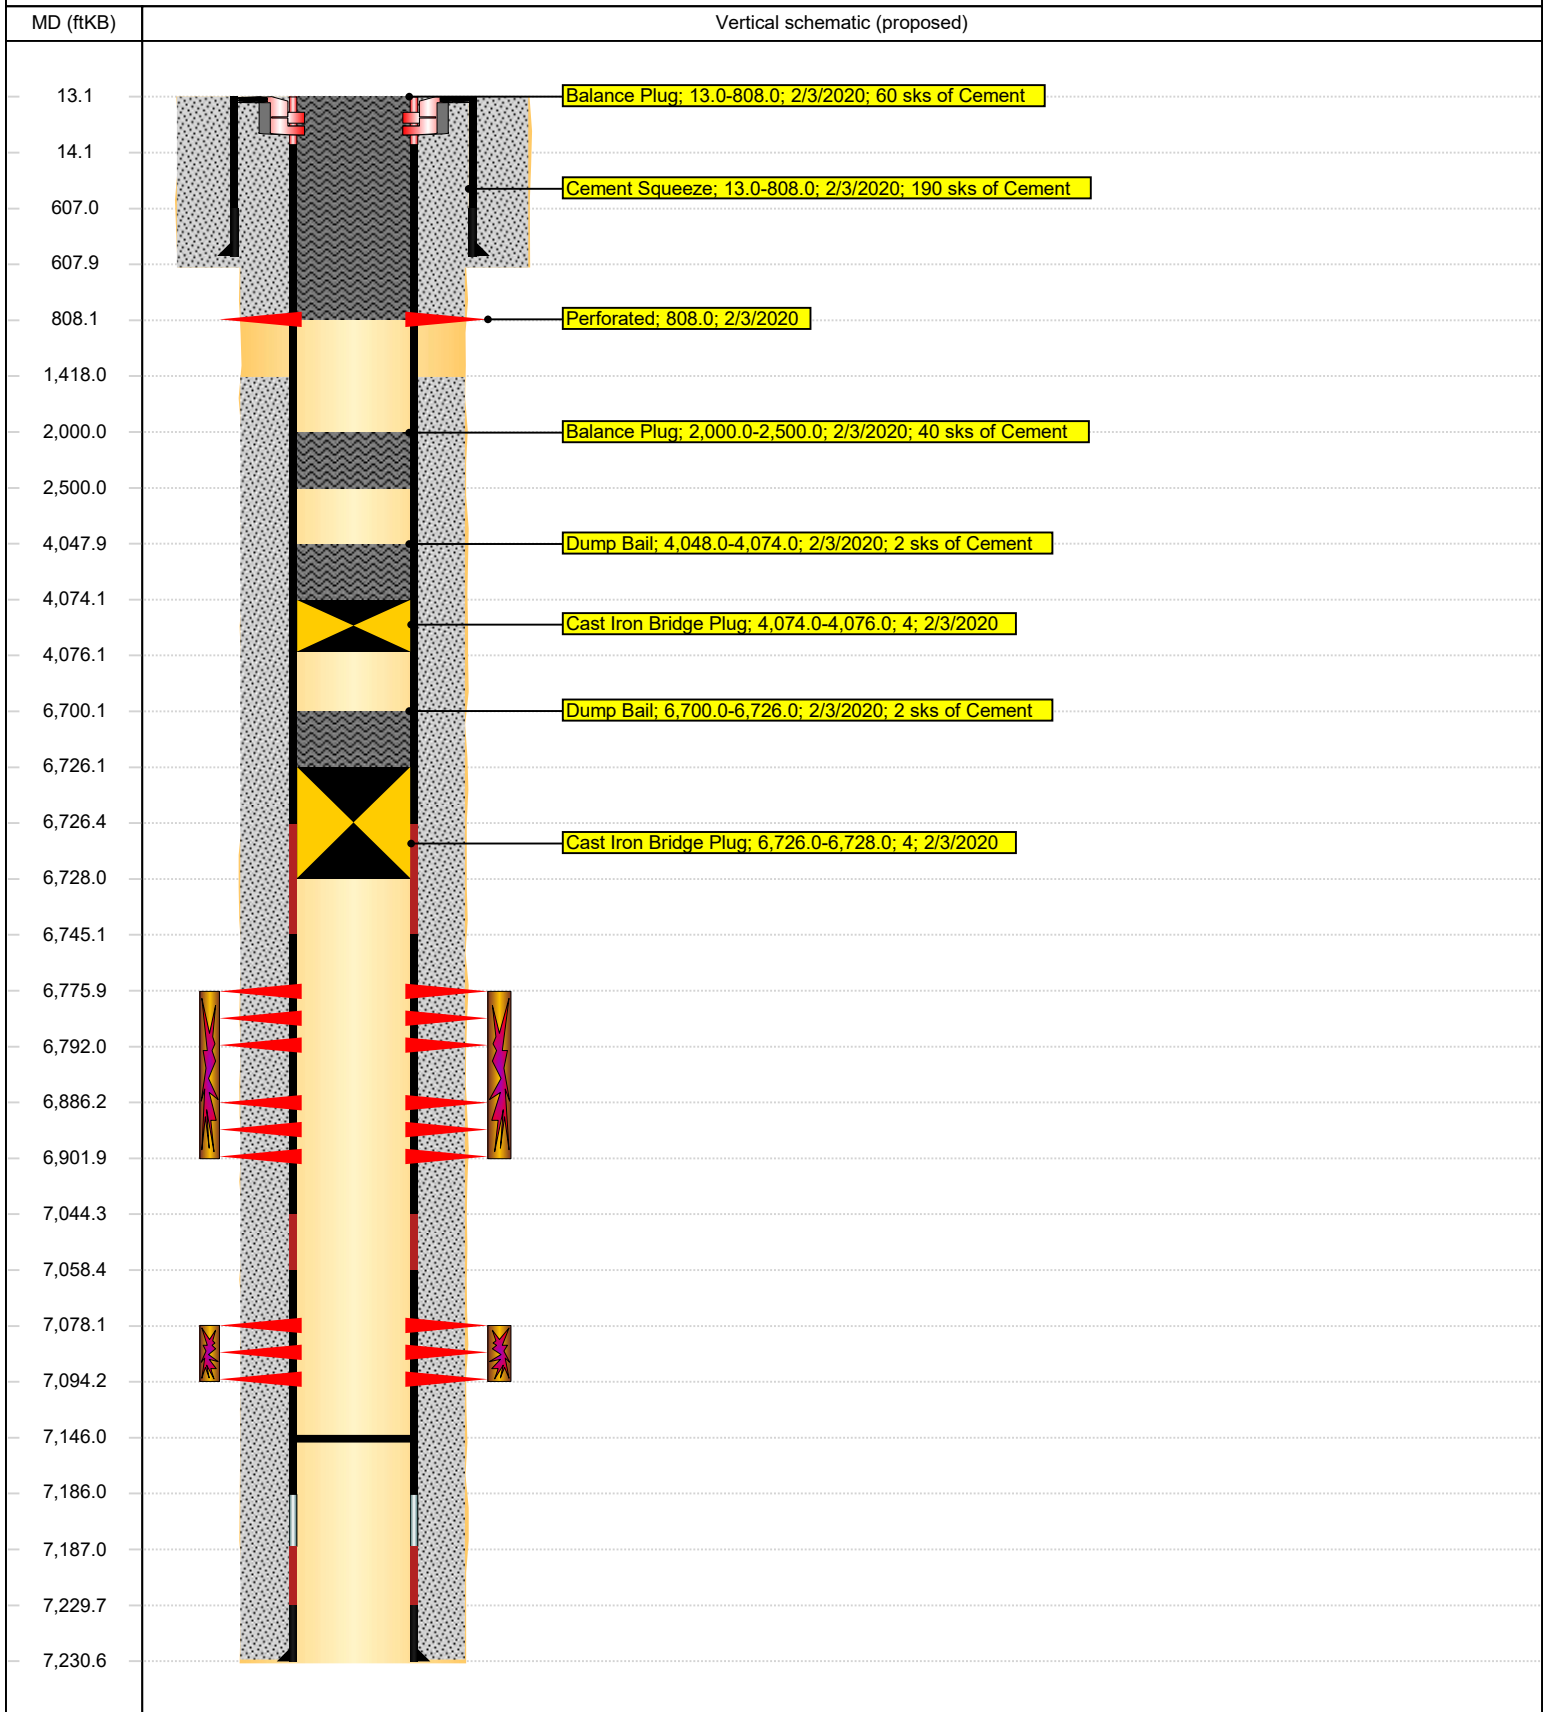 MD (ftKB)
Vertical schematic (proposed)
13.1
Balance Plug; 13.0-808.0; 2/3/2020; 60 sks of Cement
14.1
Cement Squeeze; 13.0-808.0; 2/3/2020; 190 sks of Cement
607.0
607.9
808.1
Perforated; 808.0; 2/3/2020
1,418.0
2,000.0
Balance Plug; 2,000.0-2,500.0; 2/3/2020; 40 sks of Cement
2,500.0
4,047.9
Dump Bail; 4,048.0-4,074.0; 2/3/2020; 2 sks of Cement
4,074.1
Cast Iron Bridge Plug; 4,074.0-4,076.0; 4; 2/3/2020
4,076.1
6,700.1
Dump Bail; 6,700.0-6,726.0; 2/3/2020; 2 sks of Cement
6,726.1
6,726.4
Cast Iron Bridge Plug; 6,726.0-6,728.0; 4; 2/3/2020
6,728.0
6,745.1
6,775.9
6,792.0
6,886.2
6,901.9
7,044.3
7,058.4
7,078.1
7,094.2
7,146.0
7,186.0
7,187.0
7,229.7
7,230.6